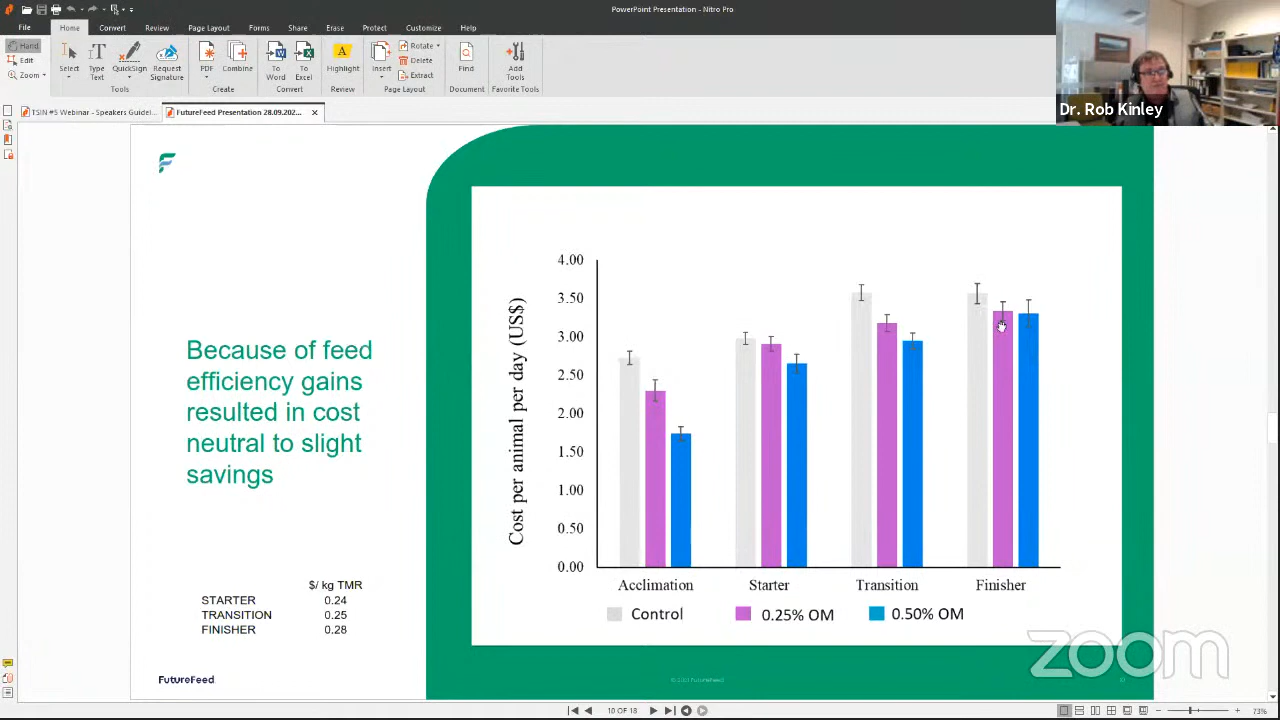 PowerPoint Presentation - Nitro Pro
File
Home
Convert
Review
Page Layout
Forms
Share
Customize
Help
Hand
Edit
Zoom
Select
Type Text
QuickSign
Request Signature
PDF
Combine
To Word
To Excel
Highlight
Insert
Rotate
Delete
Extract
Find
Add Tools
Create
Convert
Review
Page Layout
Document
Favorite Tools
TSIN #5 Webinar - Speakers Guidel...
FutureFeed Presentation 28.09.202...
Dr. Rob Kinley
Because of feed
efficiency gains
resulted in cost
neutral to slight
savings
$/ kg TMR
STARTER 0.24
TRANSITION 0.25
FINISHER 0.28
FutureFeed
Cost per animal per day (US$)
4.00
3.50
3.00
2.50
2.00
1.50
1.00
0.50
0.00
Acclimation Starter Transition Finisher
Control 0.25% OM 0.50% OM
zoom
10 OF 18
73%